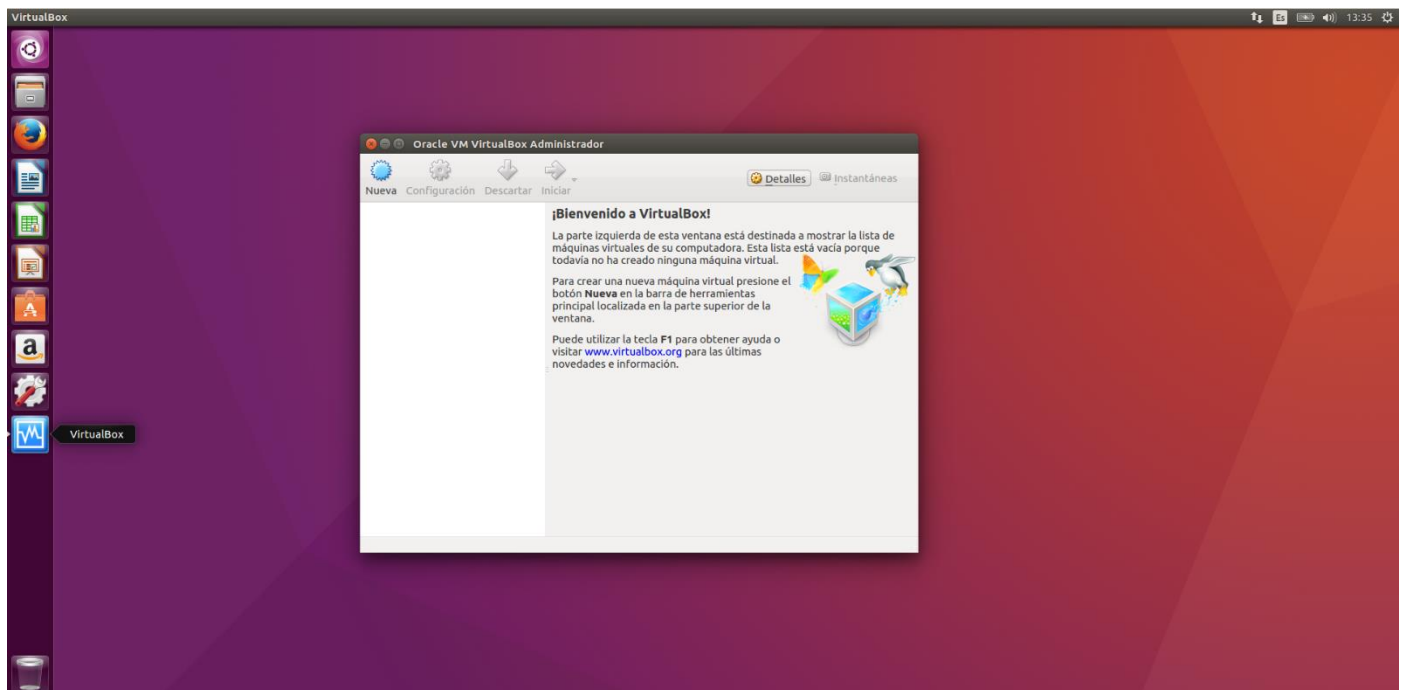 VirtualBox
Es
13:35
Oracle VM VirtualBox Administrador
Nueva Configuración Descartar Iniciar
Detalles Instantáneas
¡Bienvenido a VirtualBox!
La parte izquierda de esta ventana está destinada a mostrar la lista de
máquinas virtuales de su computadora. Esta lista está vacía porque
todavía no ha creado ninguna máquina virtual.
Para crear una nueva máquina virtual presione el
botón Nueva en la barra de herramientas
principal localizada en la parte superior de la
ventana.
Puede utilizar la tecla F1 para obtener ayuda o
visitar www.virtualbox.org para las últimas
novedades e información.
A
a
VM
VirtualBox